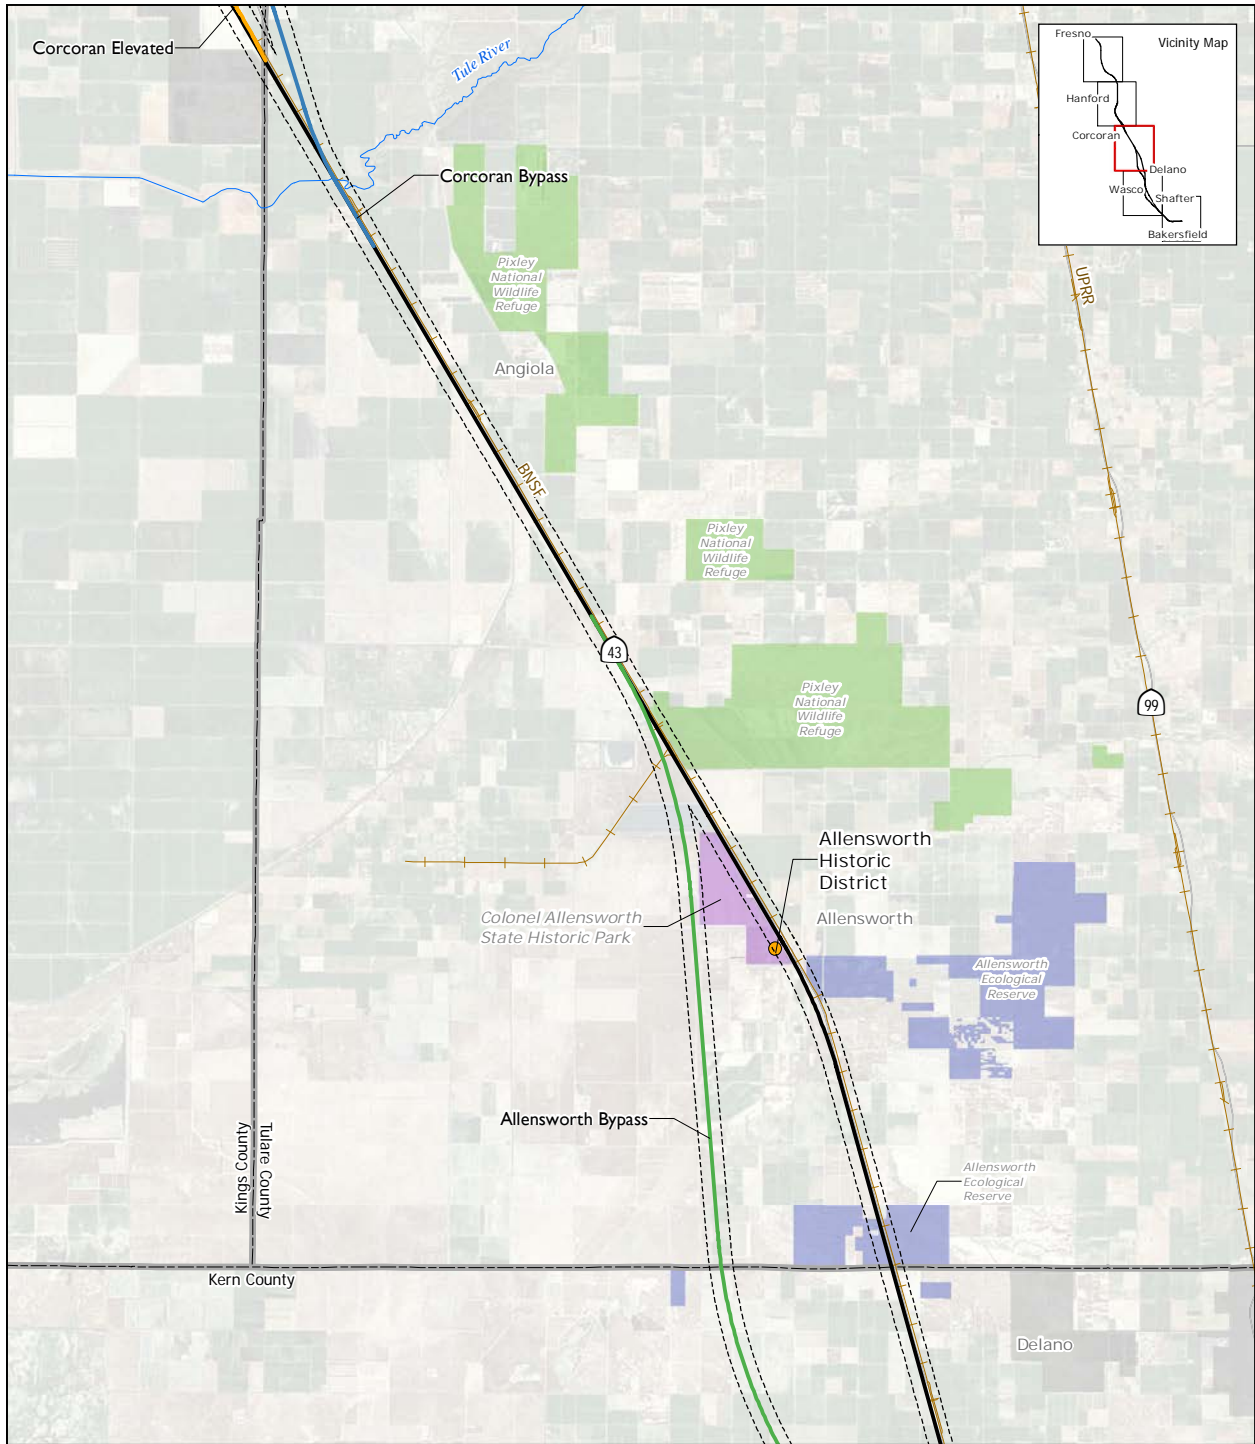 Corcoran Elevated
Tule River
Corcoran Bypass
Fresno
Vicinity Map
Hanford
Corcoran
Delano
Wasco
Shafter
Bakersfield
Pixley
National
Wildlife
Refuge
UPRR
Angiola
BNSF
Pixley
National
Wildlife
Refuge
43
Pixley
National
Wildlife
Refuge
99
Allensworth
Historic
District
Colonel Allensworth
State Historic Park
Allensworth
Allensworth
Ecological
Reserve
Allensworth Bypass
Kings County
Tulare County
Allensworth
Ecological
Reserve
Kern County
Delano